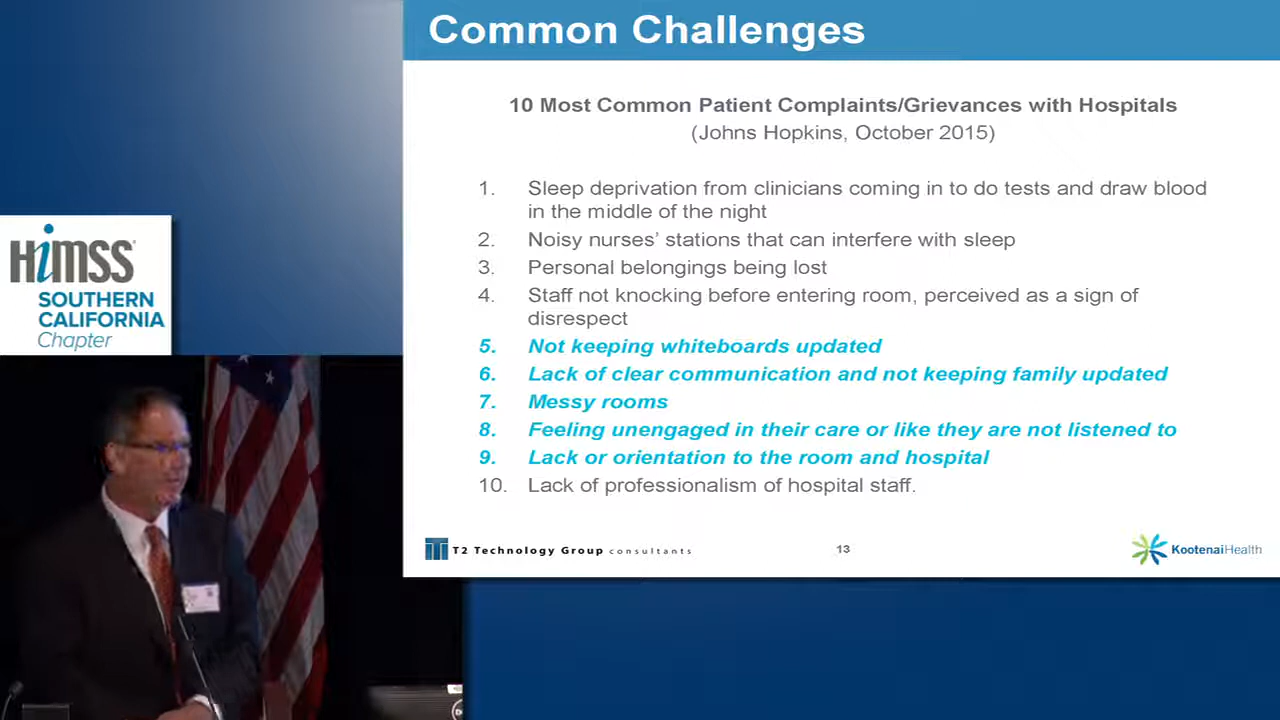 Common Challenges
10 Most Common Patient Complaints/Grievances with Hospitals
(Johns Hopkins, October 2015)
1. Sleep deprivation from clinicians coming in to do tests and draw blood
in the middle of the night
2. Noisy nurses' stations that can interfere with sleep
3. Personal belongings being lost
4. Staff not knocking before entering room, perceived as a sign of
disrespect
5. Not keeping whiteboards updated
6. Lack of clear communication and not keeping family updated
7. Messy rooms
8. Feeling unengaged in their care or like they are not listened to
9. Lack or orientation to the room and hospital
10. Lack of professionalism of hospital staff.
T2 Technology Group consultants
13
KootenaiHealth
HiMSS
SOUTHERN
CALIFORNIA
Chapter